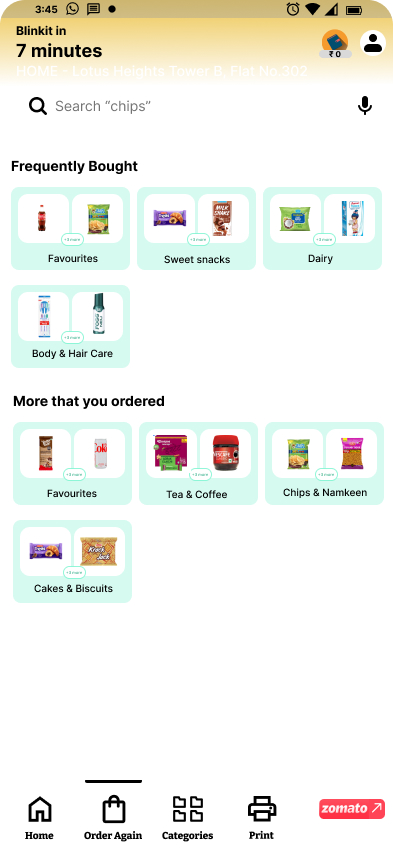 3:45
Blinkit in
7 minutes
HOME - Lotus Heights Tower B, Flat No.302
₹ 0
Search “chips”
Frequently Bought
+3 more
+3 more
+3 more
Favourites
MILK SHAKE
Sweet snacks
Dairy
+3 more
Body & Hair Care
More that you ordered
+3 more
+3 more
+3 more
Favourites
Tea & Coffee
Chips & Namkeen
Krack Jack
+3 more
Cakes & Biscuits
Home
Order Again
Categories
Print
zomato